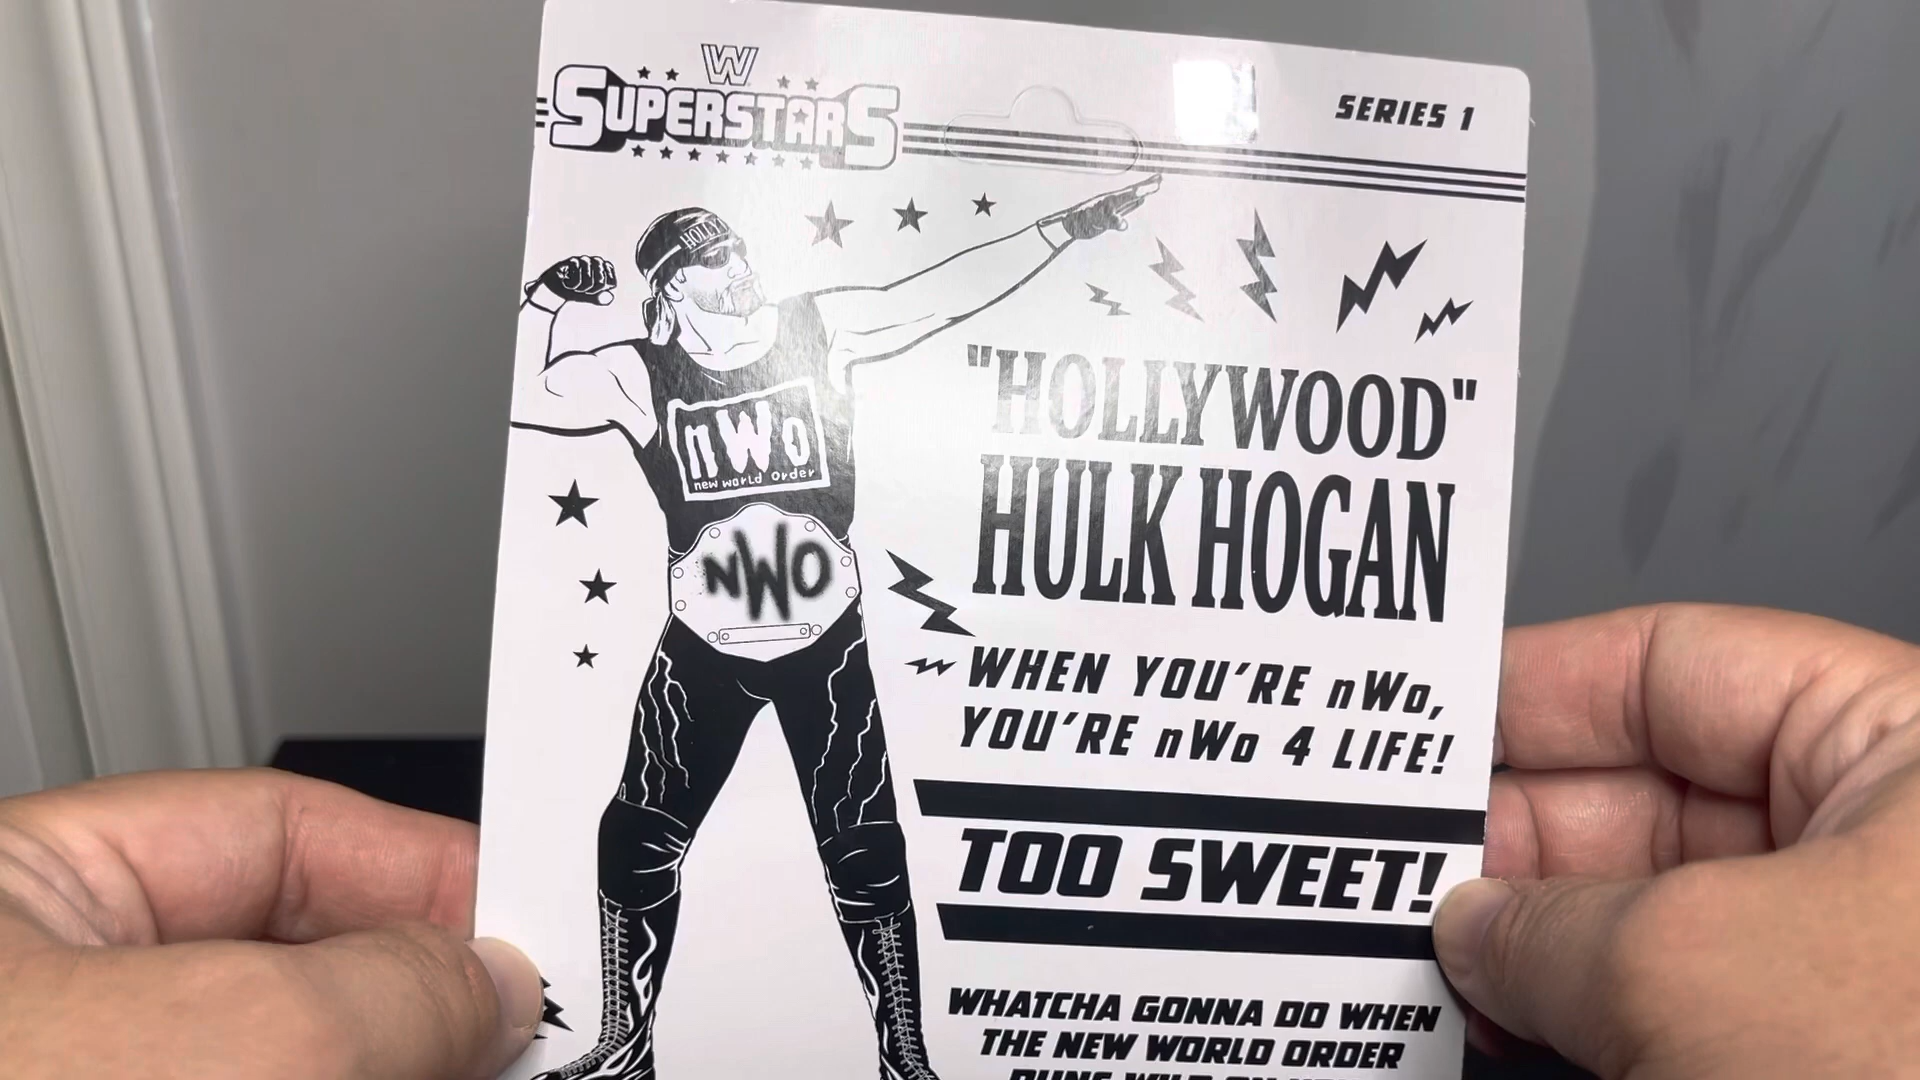 W
SUPERSTARS
SERIES 1
HOLLY
"HOLLYWOOD"
HULK HOGAN
nWo
new world order
nWo
WHEN YOU'RE nWo,
YOU'RE nWo 4 LIFE!
TOO SWEET!
WHATCHA GONNA DO WHEN
THE NEW WORLD ORDER